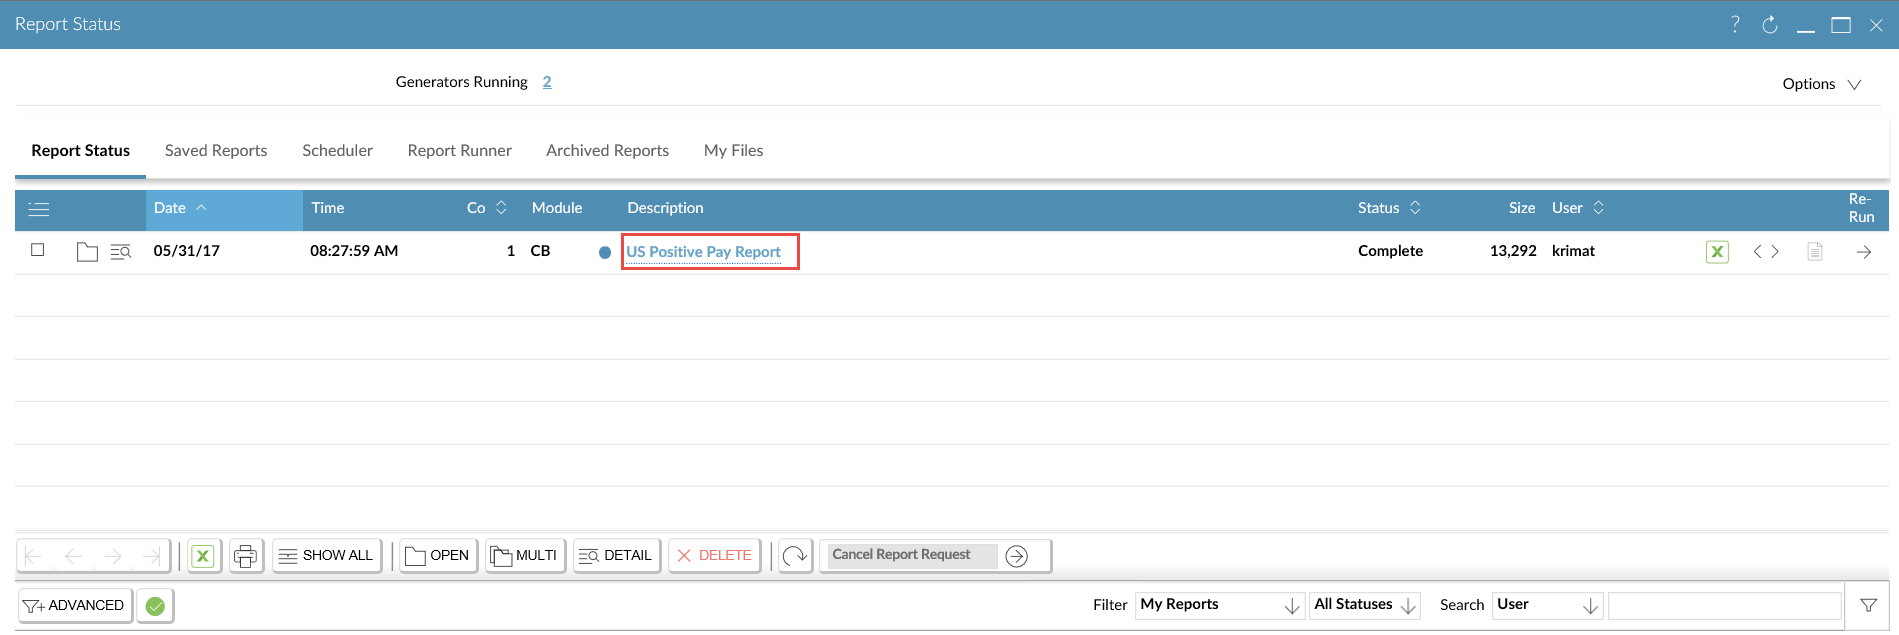 Report Status
?
Generators Running 2
Options
Report Status Saved Reports Scheduler Report Runner Archived Reports My Files
Date Time Co Module Description Status Size User Re-Run
05/31/17 08:27:59 AM 1 CB US Positive Pay Report Complete 13,292 krimat X
X SHOW ALL OPEN MULTI DETAIL DELETE Cancel Report Request
ADVANCED Filter My Reports All Statuses Search User